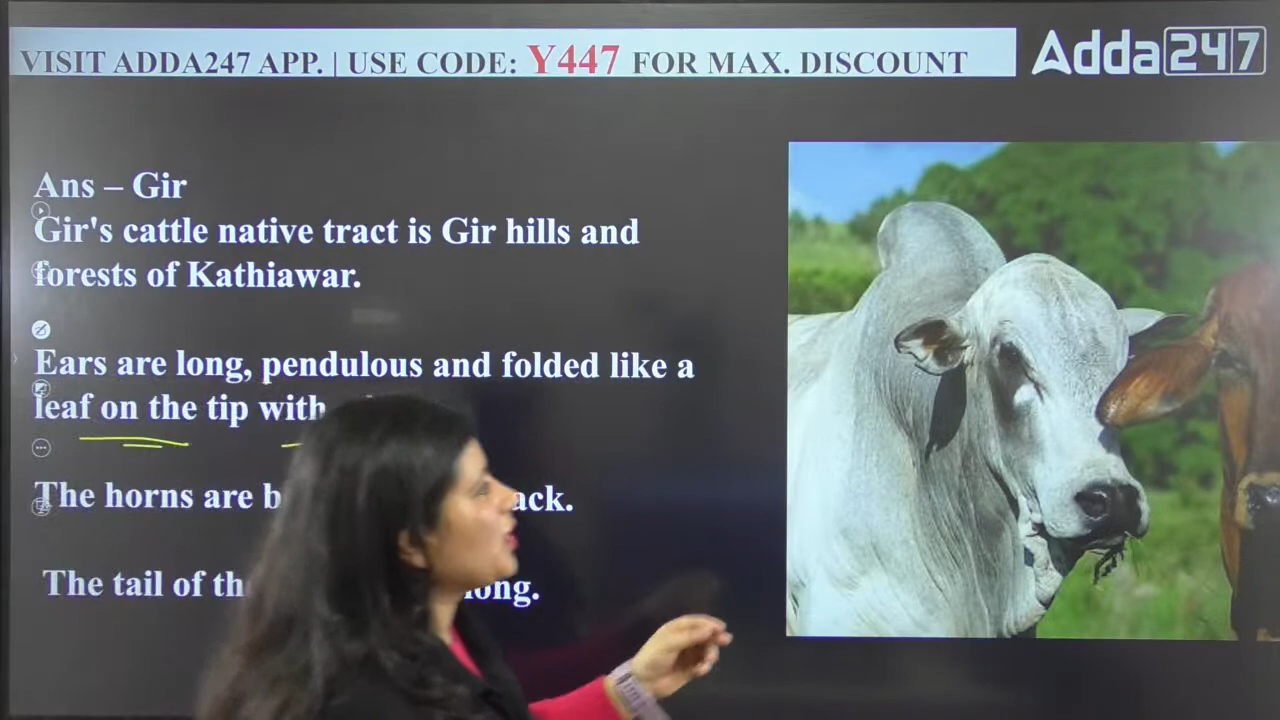 VISIT ADDA247 APP. | USE CODE: Y447 FOR MAX. DISCOUNT
Adda247
Ans – Gir
Gir's cattle native tract is Gir hills and
forests of Kathiawar.
Ears are long, pendulous and folded like a
leaf on the tip with
The horns are
The tail of long.